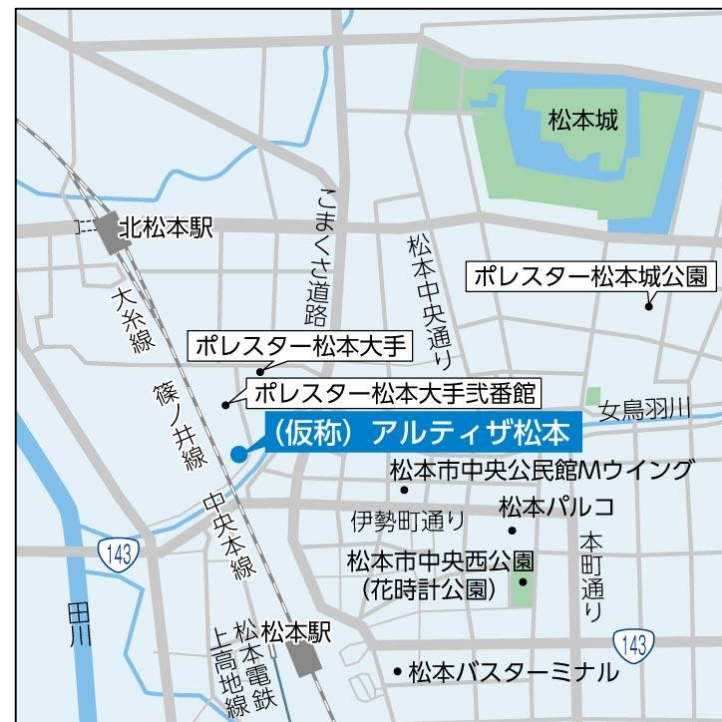 松本城
北松本駅
こまくさ道路
松本中央通り
ポレスター松本城公園
大糸線
ポレスター松本大手
篠ノ井線
ポレスター松本大手弐番館
女鳥羽川
(仮称)アルティザ松本
松本市中央公民館Mウイング
中央本線
伊勢町通り
松本パルコ
本町通り
143
松本市中央西公園
(花時計公園)
田川
松本電鉄
上高地線
松本駅
143
松本バスターミナル